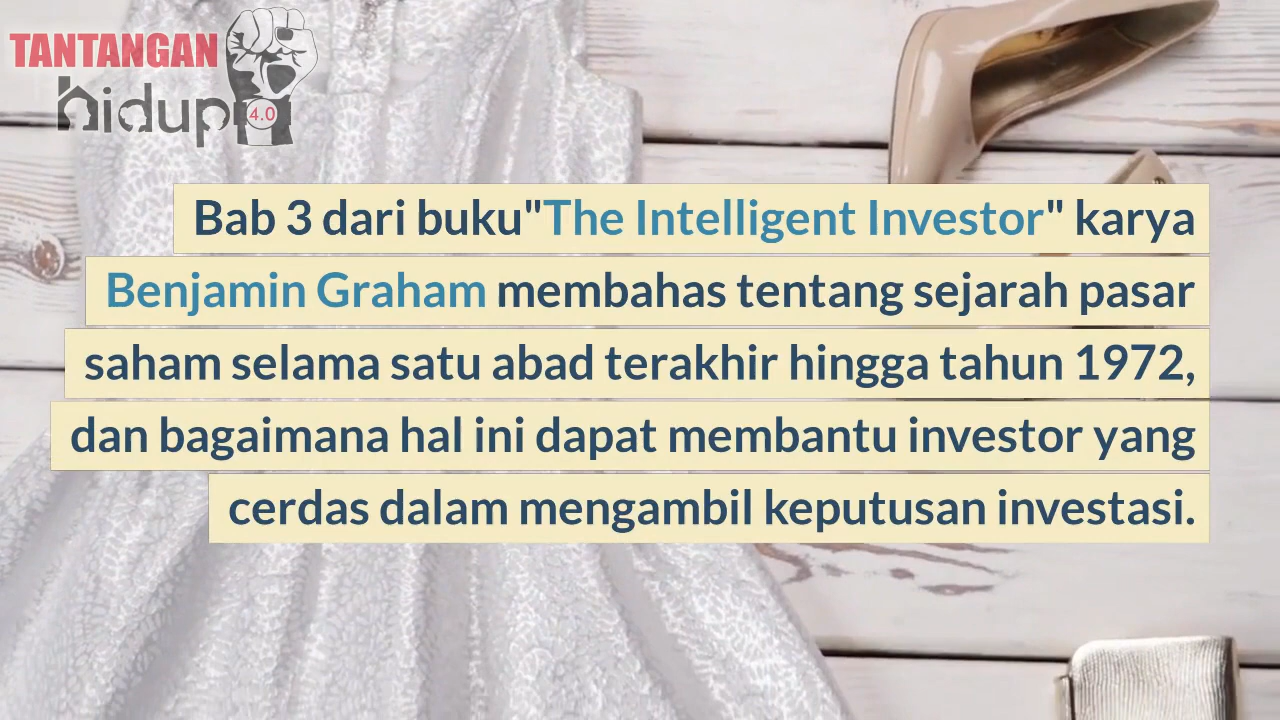 TANTANGAN
hidup
4.0
Bab 3 dari buku"The Intelligent Investor" karya
Benjamin Graham membahas tentang sejarah pasar
saham selama satu abad terakhir hingga tahun 1972,
dan bagaimana hal ini dapat membantu investor yang
cerdas dalam mengambil keputusan investasi.